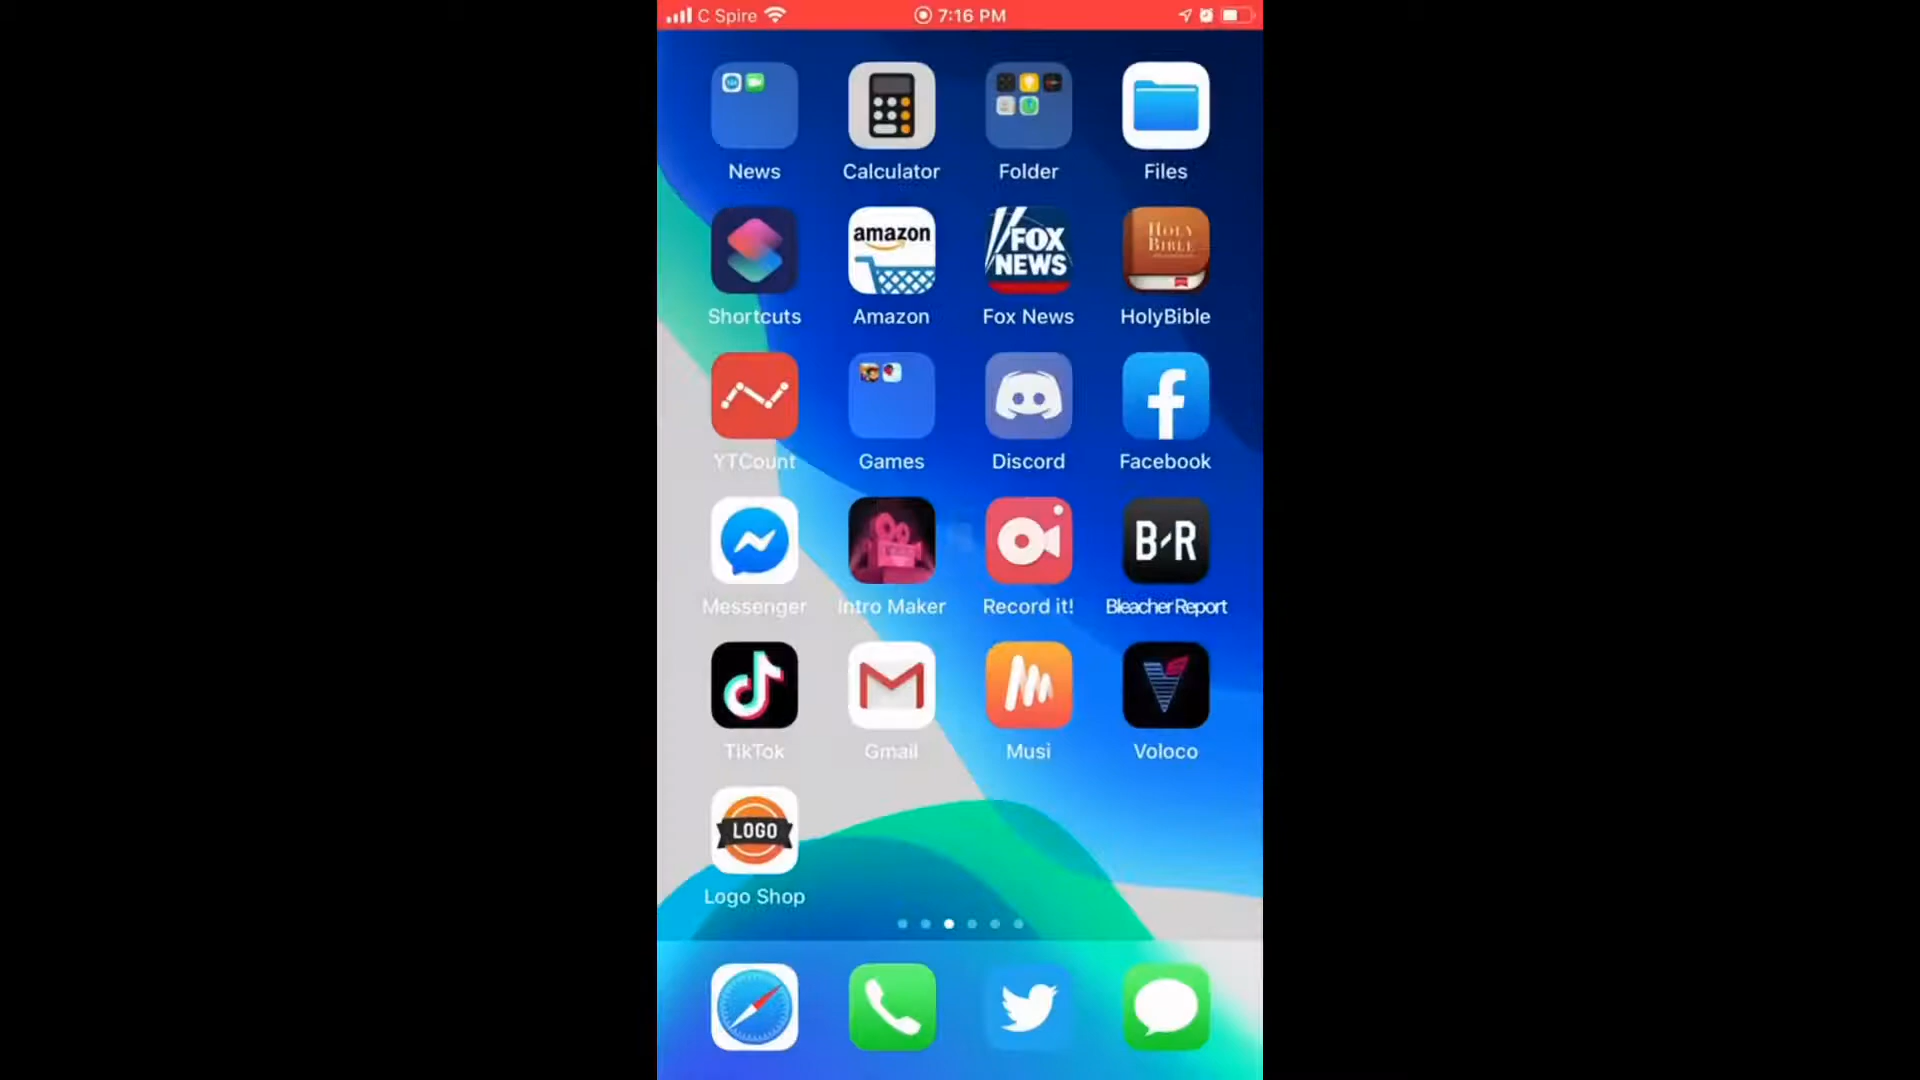 C Spire 7:16 PM
News Calculator Folder Files
amazon FOX NEWS HOLY BIBLE
Shortcuts Amazon Fox News HolyBible
YTCount Games Discord Facebook
B/R
Messenger Intro Maker Record it! Bleacher Report
TikTok Gmail Musi Voloco
LOGO
Logo Shop